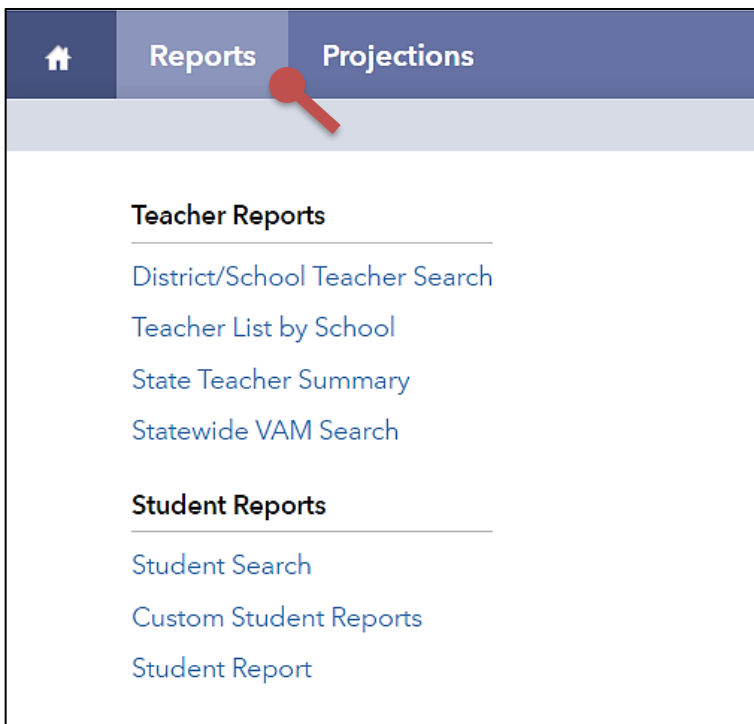 Reports Projections
Teacher Reports
District/School Teacher Search
Teacher List by School
State Teacher Summary
Statewide VAM Search
Student Reports
Student Search
Custom Student Reports
Student Report